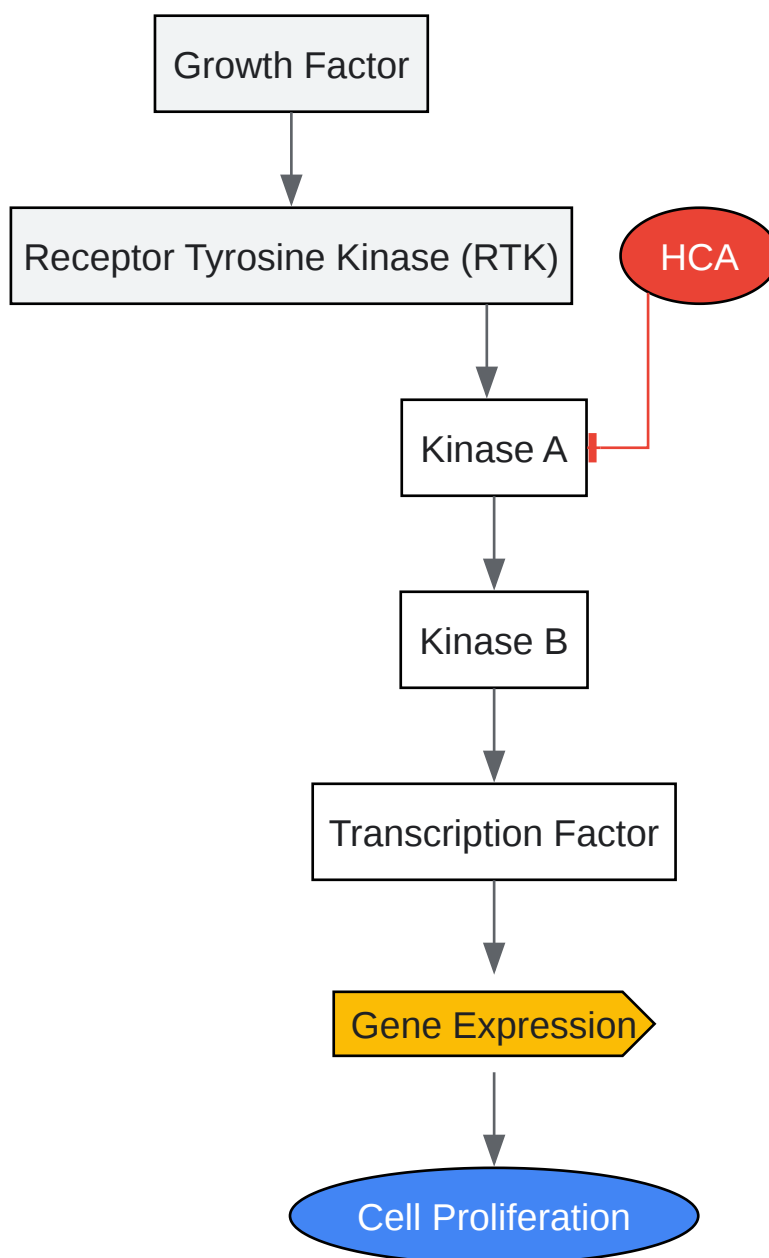 Growth Factor
Receptor Tyrosine Kinase (RTK)
HCA
Kinase A
Kinase B
Transcription Factor
Gene Expression
Cell Proliferation